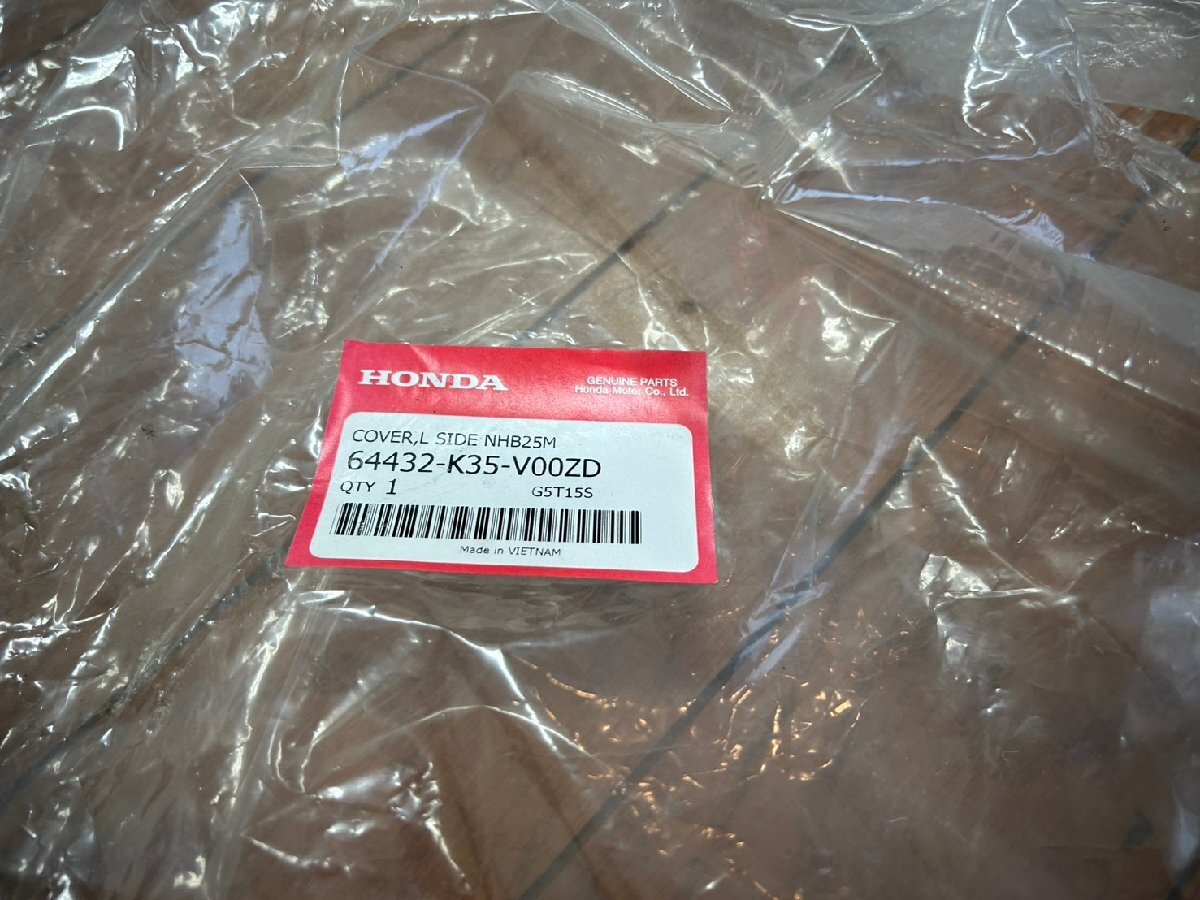 HONDA
GENUINE PARTS
Honda Motor Co., Ltd.
COVER,L SIDE NHB25M
64432-K35-V00ZD
QTY 1 G5T15S
Made in VIETNAM